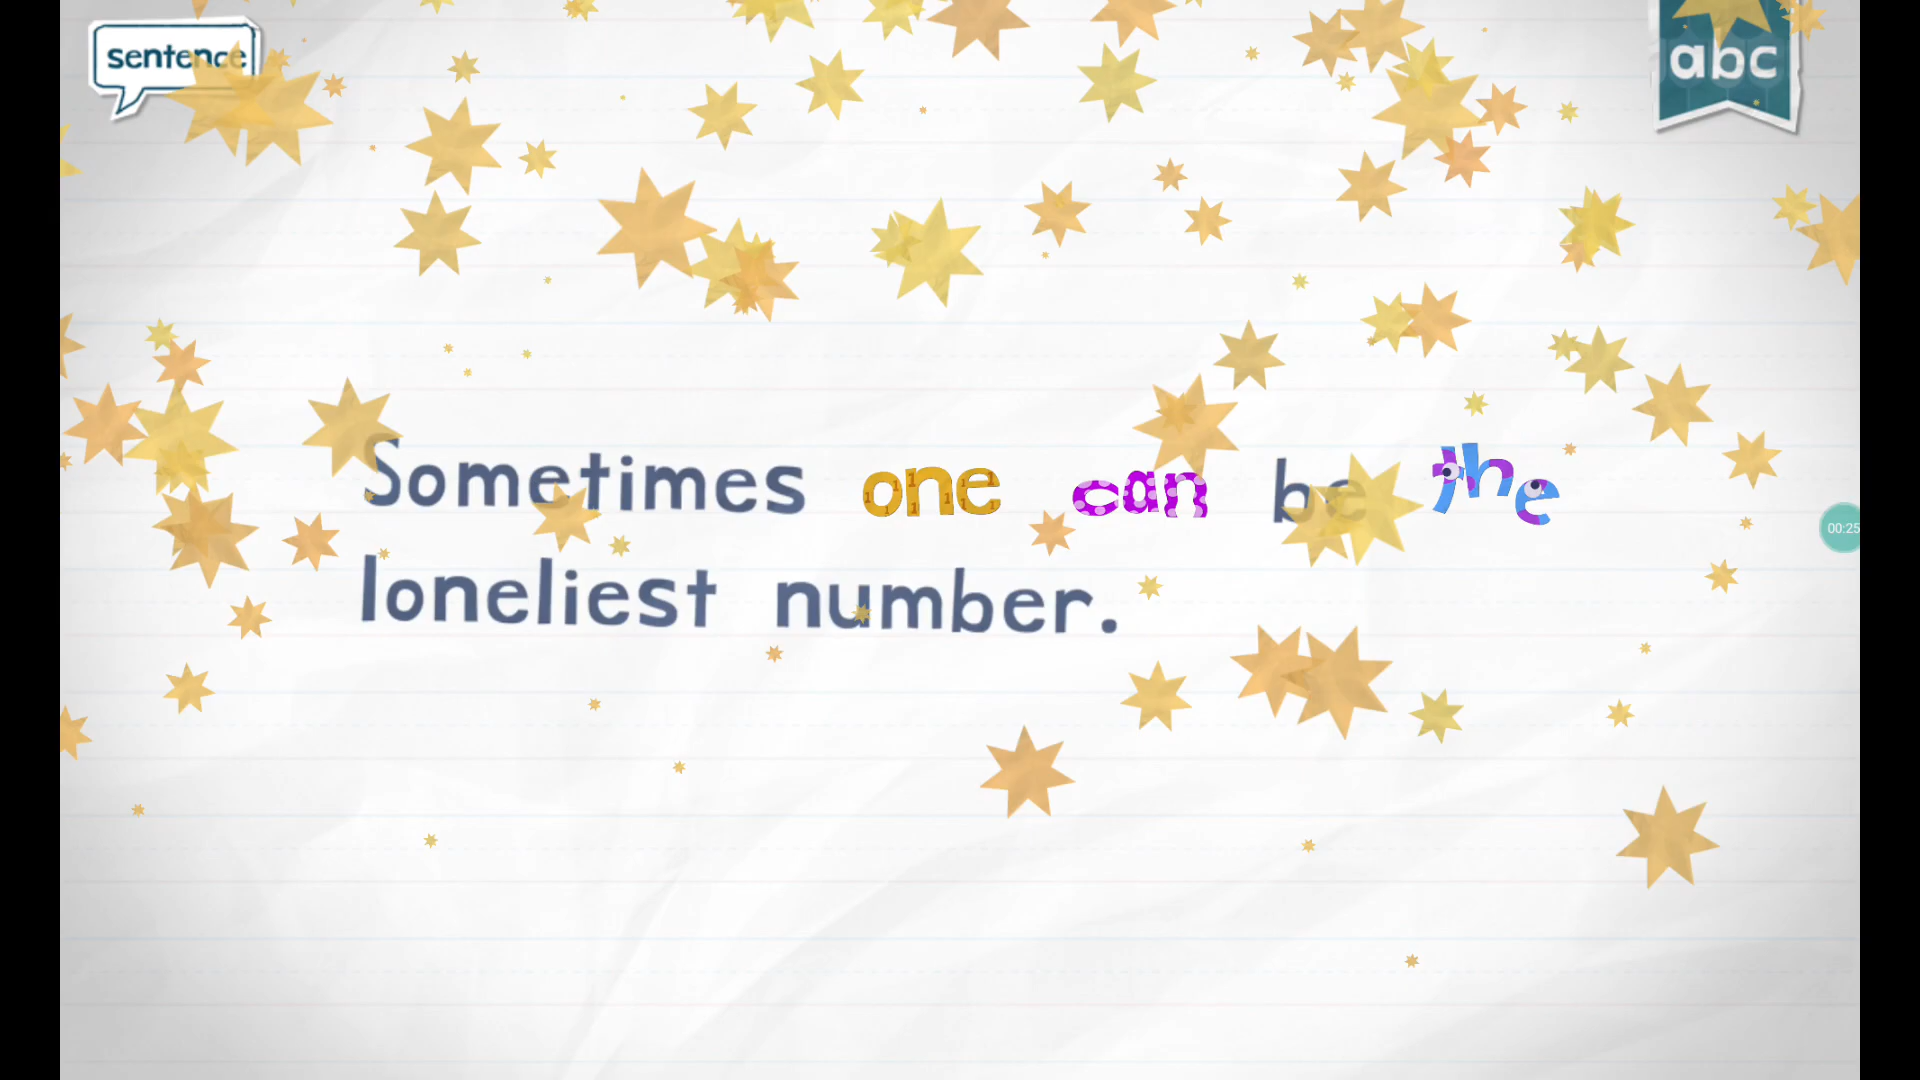 sentence
abc
Sometimes one can be the
loneliest number.
00:25